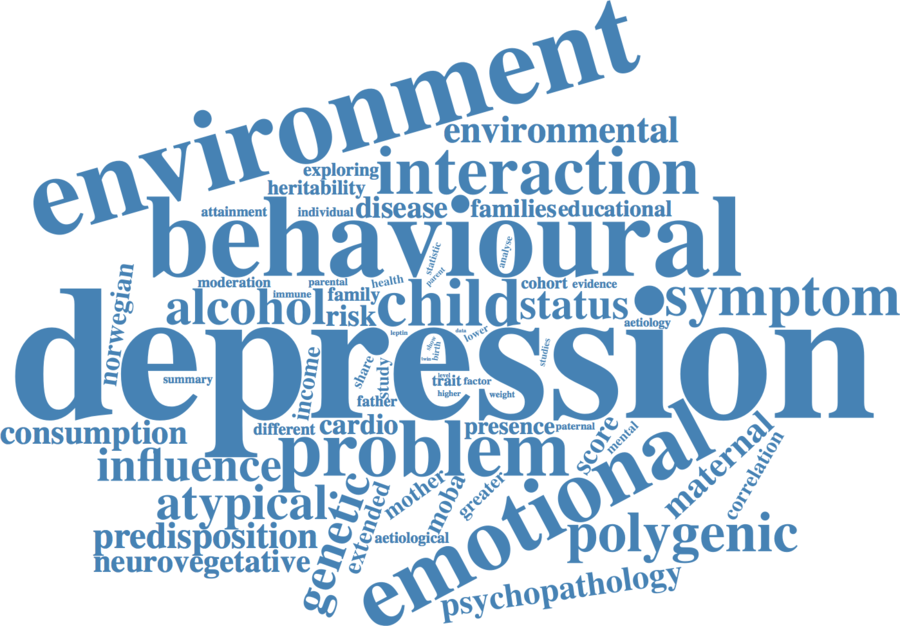 environment
environmental
exploring
interaction
heritability
attainment
individual
disease
families
educational
behavioural
statistic
parent
analyse
norwegian
moderation
parental
health
immune
family
cohort
evidence
alcohol
risk
child
status
symptom
aetiology
depression
leptin
data
lower
birth
studies
summary
income
share
study
level
trait
factor
father
higher
weight
consumption
different
cardio
presence
paternal
influence
problem
score
mental
maternal
correlation
atypical
genetic
extended
mother
moba
greater
emotional
predisposition
aetiological
polygenic
neurovegetative
psychopathology